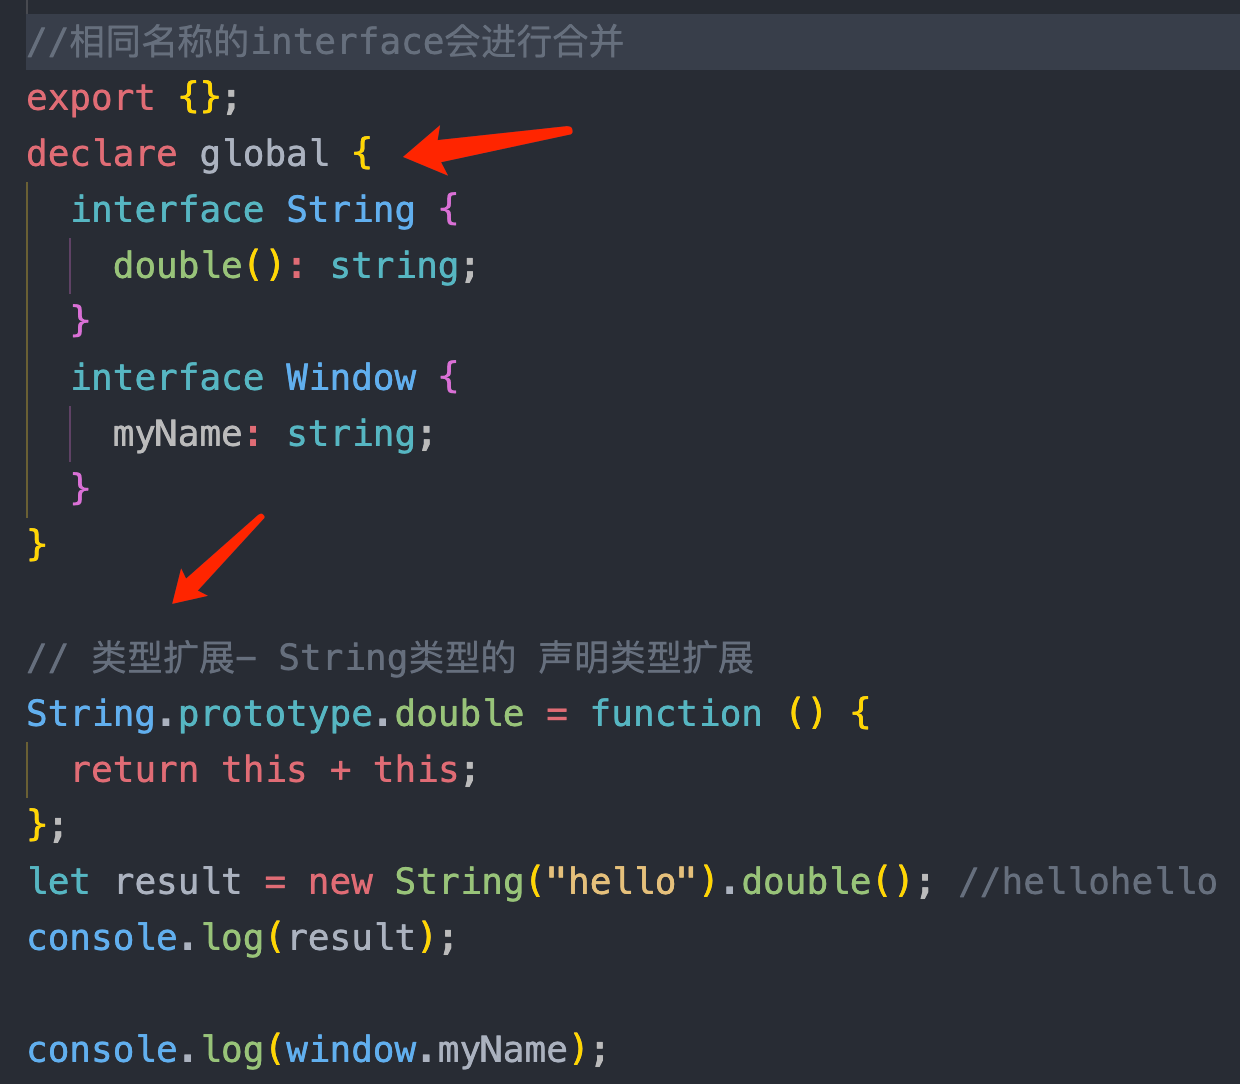 //相同名称的interface会进行合并
export {};
declare global {
interface String {
double(): string;
}
interface Window {
myName: string;
}
}
// 类型扩展- String类型的 声明类型扩展
String.prototype.double = function () {
return this + this;
};
let result = new String("hello").double(); //hellohello
console.log(result);
console.log(window.myName);